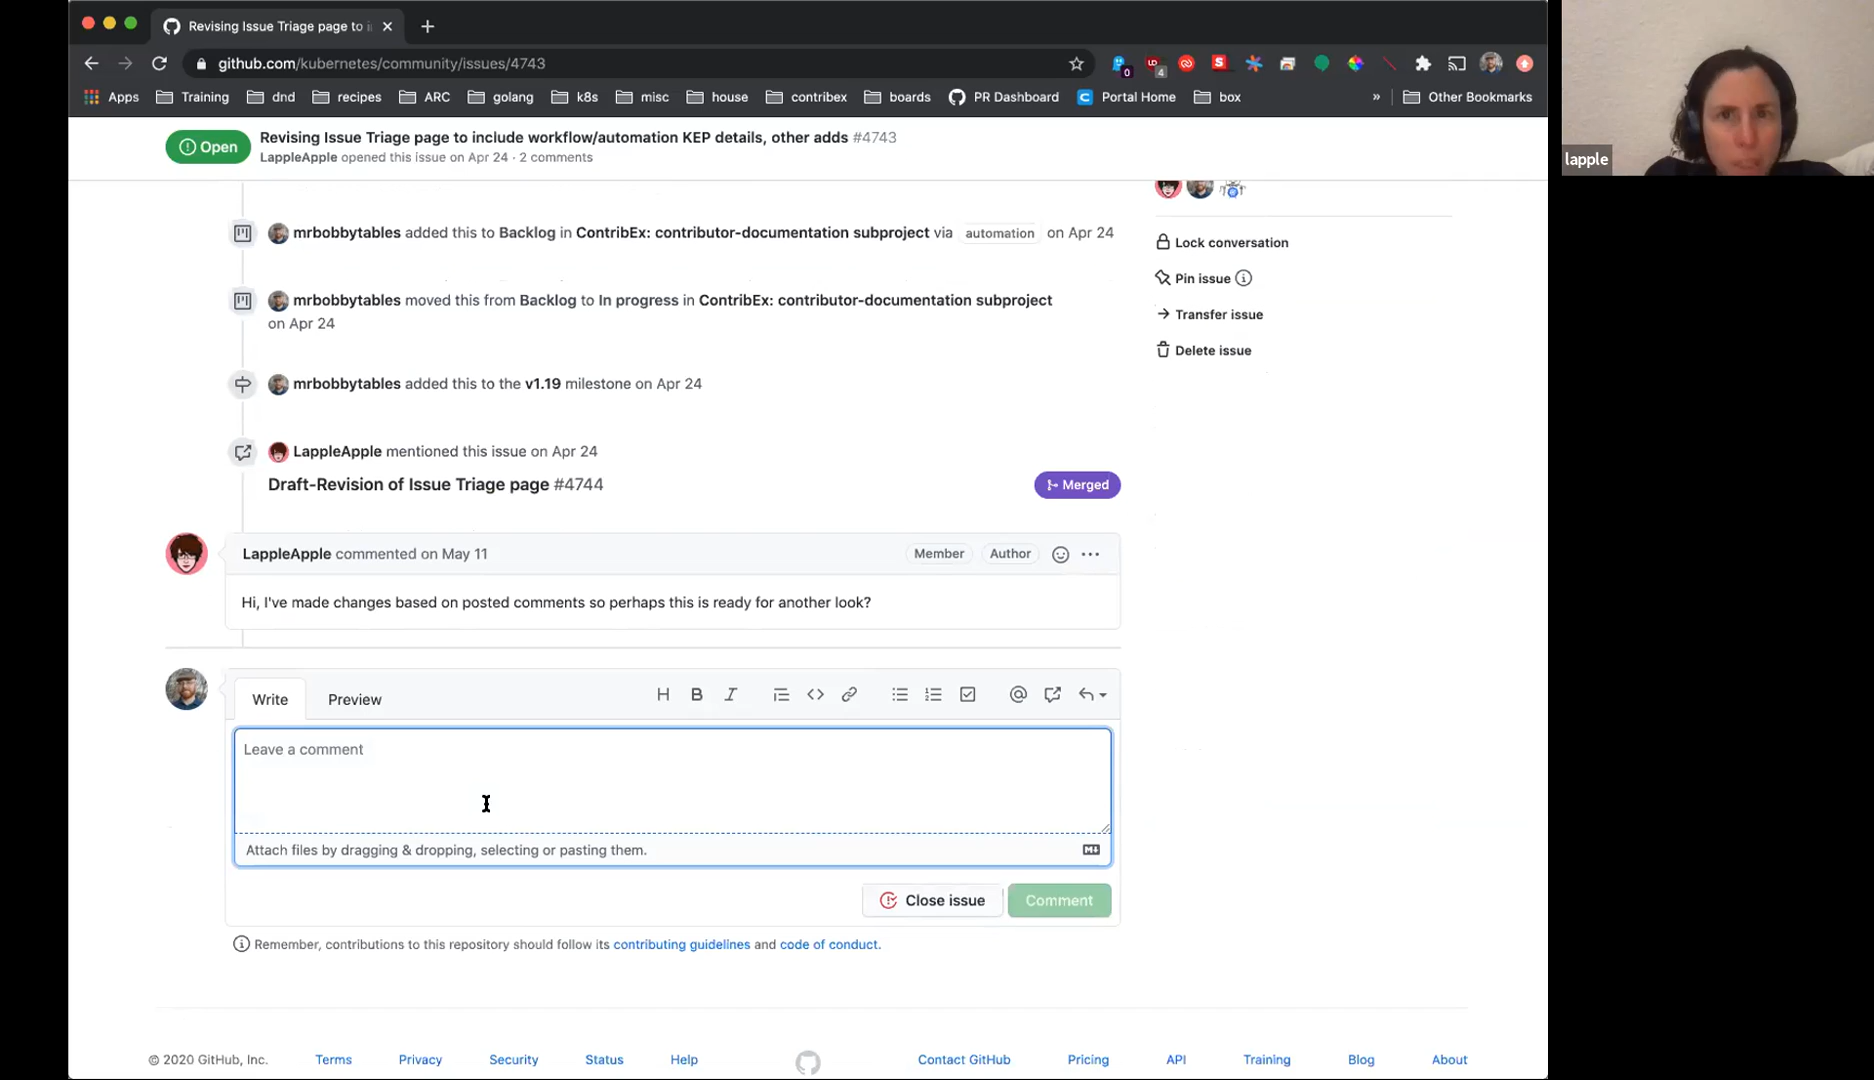 Revising Issue Triage page to i
github.com/kubernetes/community/issues/4743
0
4
Apps
Training
dnd
recipes
ARC
golang
k8s
misc
house
contribex
boards
PR Dashboard
Portal Home
box
»
Other Bookmarks
Open
Revising Issue Triage page to include workflow/automation KEP details, other adds #4743
LappleApple opened this issue on Apr 24 · 2 comments
mrbobbytables added this to Backlog in ContribEx: contributor-documentation subproject via automation on Apr 24
mrbobbytables moved this from Backlog to In progress in ContribEx: contributor-documentation subproject
on Apr 24
mrbobbytables added this to the v1.19 milestone on Apr 24
LappleApple mentioned this issue on Apr 24
Draft-Revision of Issue Triage page #4744
Merged
LappleApple commented on May 11
Member
Author
Hi, I've made changes based on posted comments so perhaps this is ready for another look?
Write
Preview
Leave a comment
Attach files by dragging & dropping, selecting or pasting them.
Close issue
Comment
Remember, contributions to this repository should follow its contributing guidelines and code of conduct.
Lock conversation
Pin issue
Transfer issue
Delete issue
© 2020 GitHub, Inc.
Terms
Privacy
Security
Status
Help
Contact GitHub
Pricing
API
Training
Blog
About
lapple